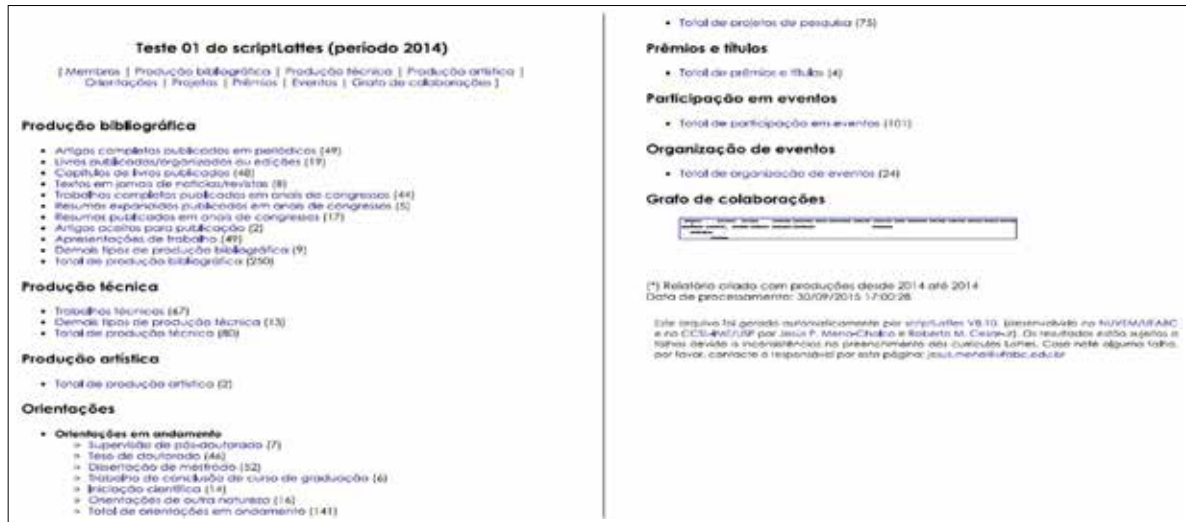 Teste 01 do scriptLattes (período 2014)
[ Membros | Produção bibliográfica | Produção técnica | Produção artística |
Orientações | Projetos | Prêmios | Eventos | Grafo de colaborações ]
Produção bibliográfica
• Artigos completos publicados em periódicos (49)
• Livros publicados/organizados ou edições (19)
• Capítulos de livros publicados (48)
• Textos em jornais de notícias/revistas (8)
• Trabalhos completos publicados em anais de congressos (44)
• Resumos expandidos publicados em anais de congressos (5)
• Resumos publicados em anais de congressos (17)
• Artigos aceitos para publicação (2)
• Apresentações de trabalho (49)
• Demais tipos de produção bibliográfica (9)
• Total de produção bibliográfica (250)
Produção técnica
• Trabalhos técnicos (67)
• Demais tipos de produção técnica (13)
• Total de produção técnica (80)
Produção artística
• Total de produção artística (2)
Orientações
• Orientações em andamento
Supervisão de pós-doutorado (7)
Tese de doutorado (46)
Dissertação de mestrado (52)
Trabalho de conclusão de curso de graduação (6)
Iniciação científica (14)
Orientações de outra natureza (16)
Total de orientações em andamento (141)
• Total de projetos de pesquisa (75)
Prêmios e títulos
• Total de prêmios e títulos (4)
Participação em eventos
• Total de participação em eventos (101)
Organização de eventos
• Total de organização de eventos (24)
Grafo de colaborações
(*) Relatório criado com produções desde 2014 até 2014
Data de processamento: 30/09/2015 17:00:28
Este arquivo foi gerado automaticamente por scriptLattes V8.10. (desenvolvido no NUVEM/UFABC
e no CCSL-IME/USP por Jesús P. Mena-Chalco e Roberto M. Cesar-Jr). Os resultados estão sujeitos a
falhas devido a inconsistências no preenchimento dos currículos Lattes. Caso note alguma falha,
por favor, contacte o responsável por esta página: jesus.mena@ufabc.edu.br